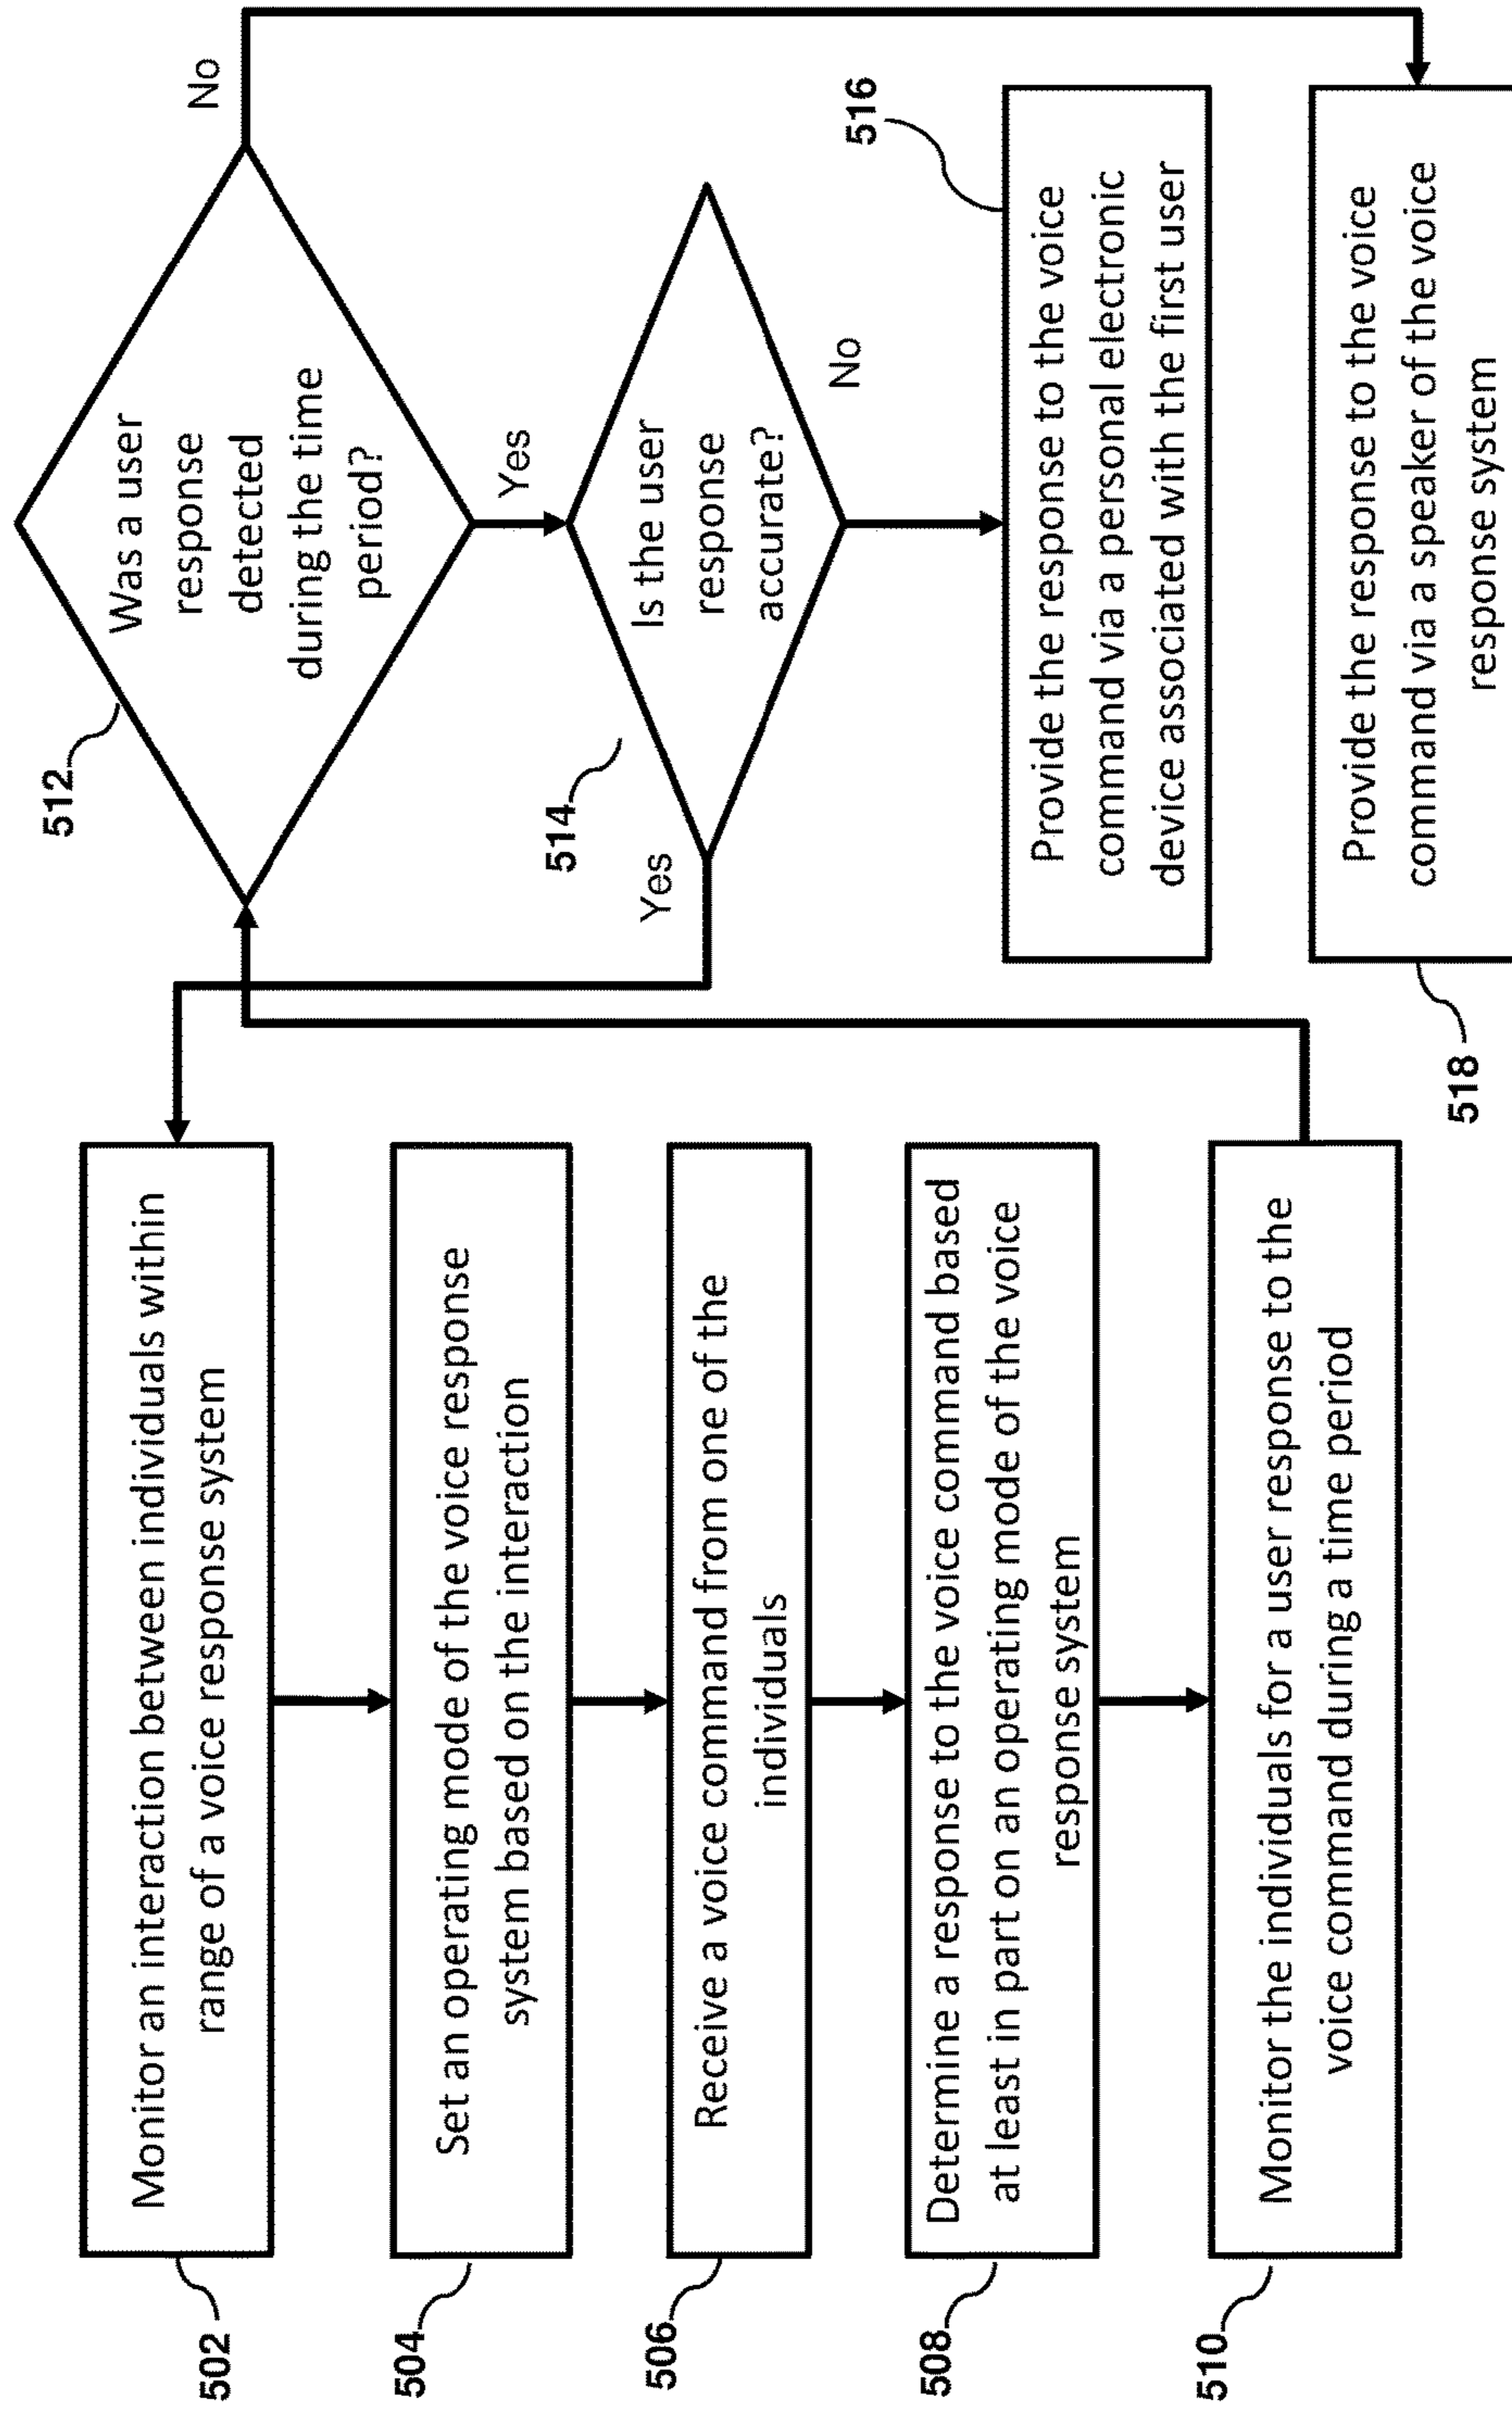 502
Monitor an interaction between individuals within
range of a voice response system
504
Set an operating mode of the voice response
system based on the interaction
506
Receive a voice command from one of the
individuals
508
Determine a response to the voice command based
at least in part on an operating mode of the voice
response system
510
Monitor the individuals for a user response to the
voice command during a time period
512
Was a user
response
detected
during the time
period?
No
Yes
514
Is the user
response
accurate?
Yes
No
516
Provide the response to the voice
command via a personal electronic
device associated with the first user
518
Provide the response to the voice
command via a speaker of the voice
response system